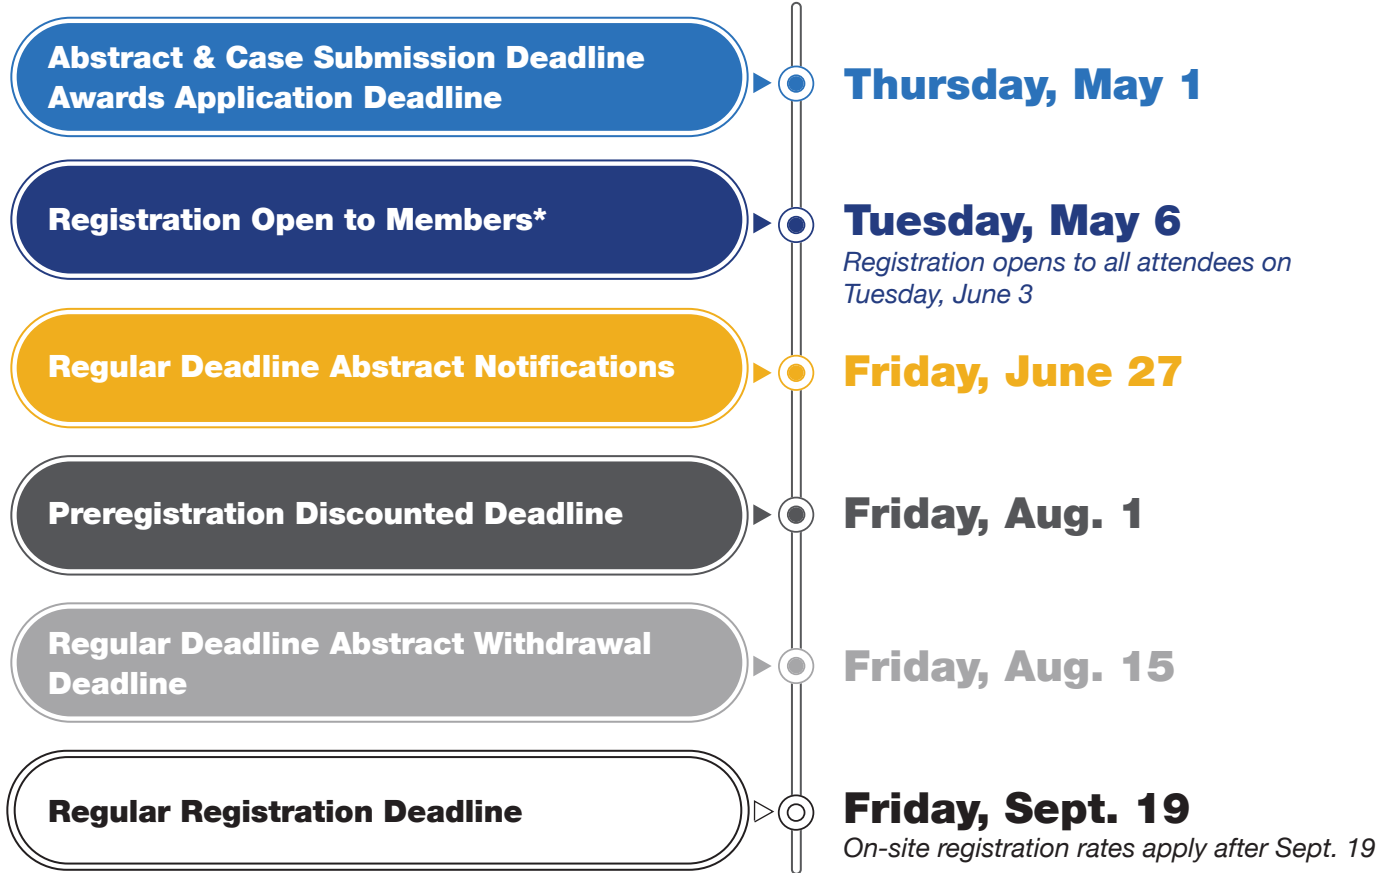 Abstract & Case Submission Deadline
Awards Application Deadline
Thursday, May 1
Registration Open to Members*
Tuesday, May 6
Registration opens to all attendees on
Tuesday, June 3
Regular Deadline Abstract Notifications
Friday, June 27
Preregistration Discounted Deadline
Friday, Aug. 1
Regular Deadline Abstract Withdrawal
Deadline
Friday, Aug. 15
Regular Registration Deadline
Friday, Sept. 19
On-site registration rates apply after Sept. 19